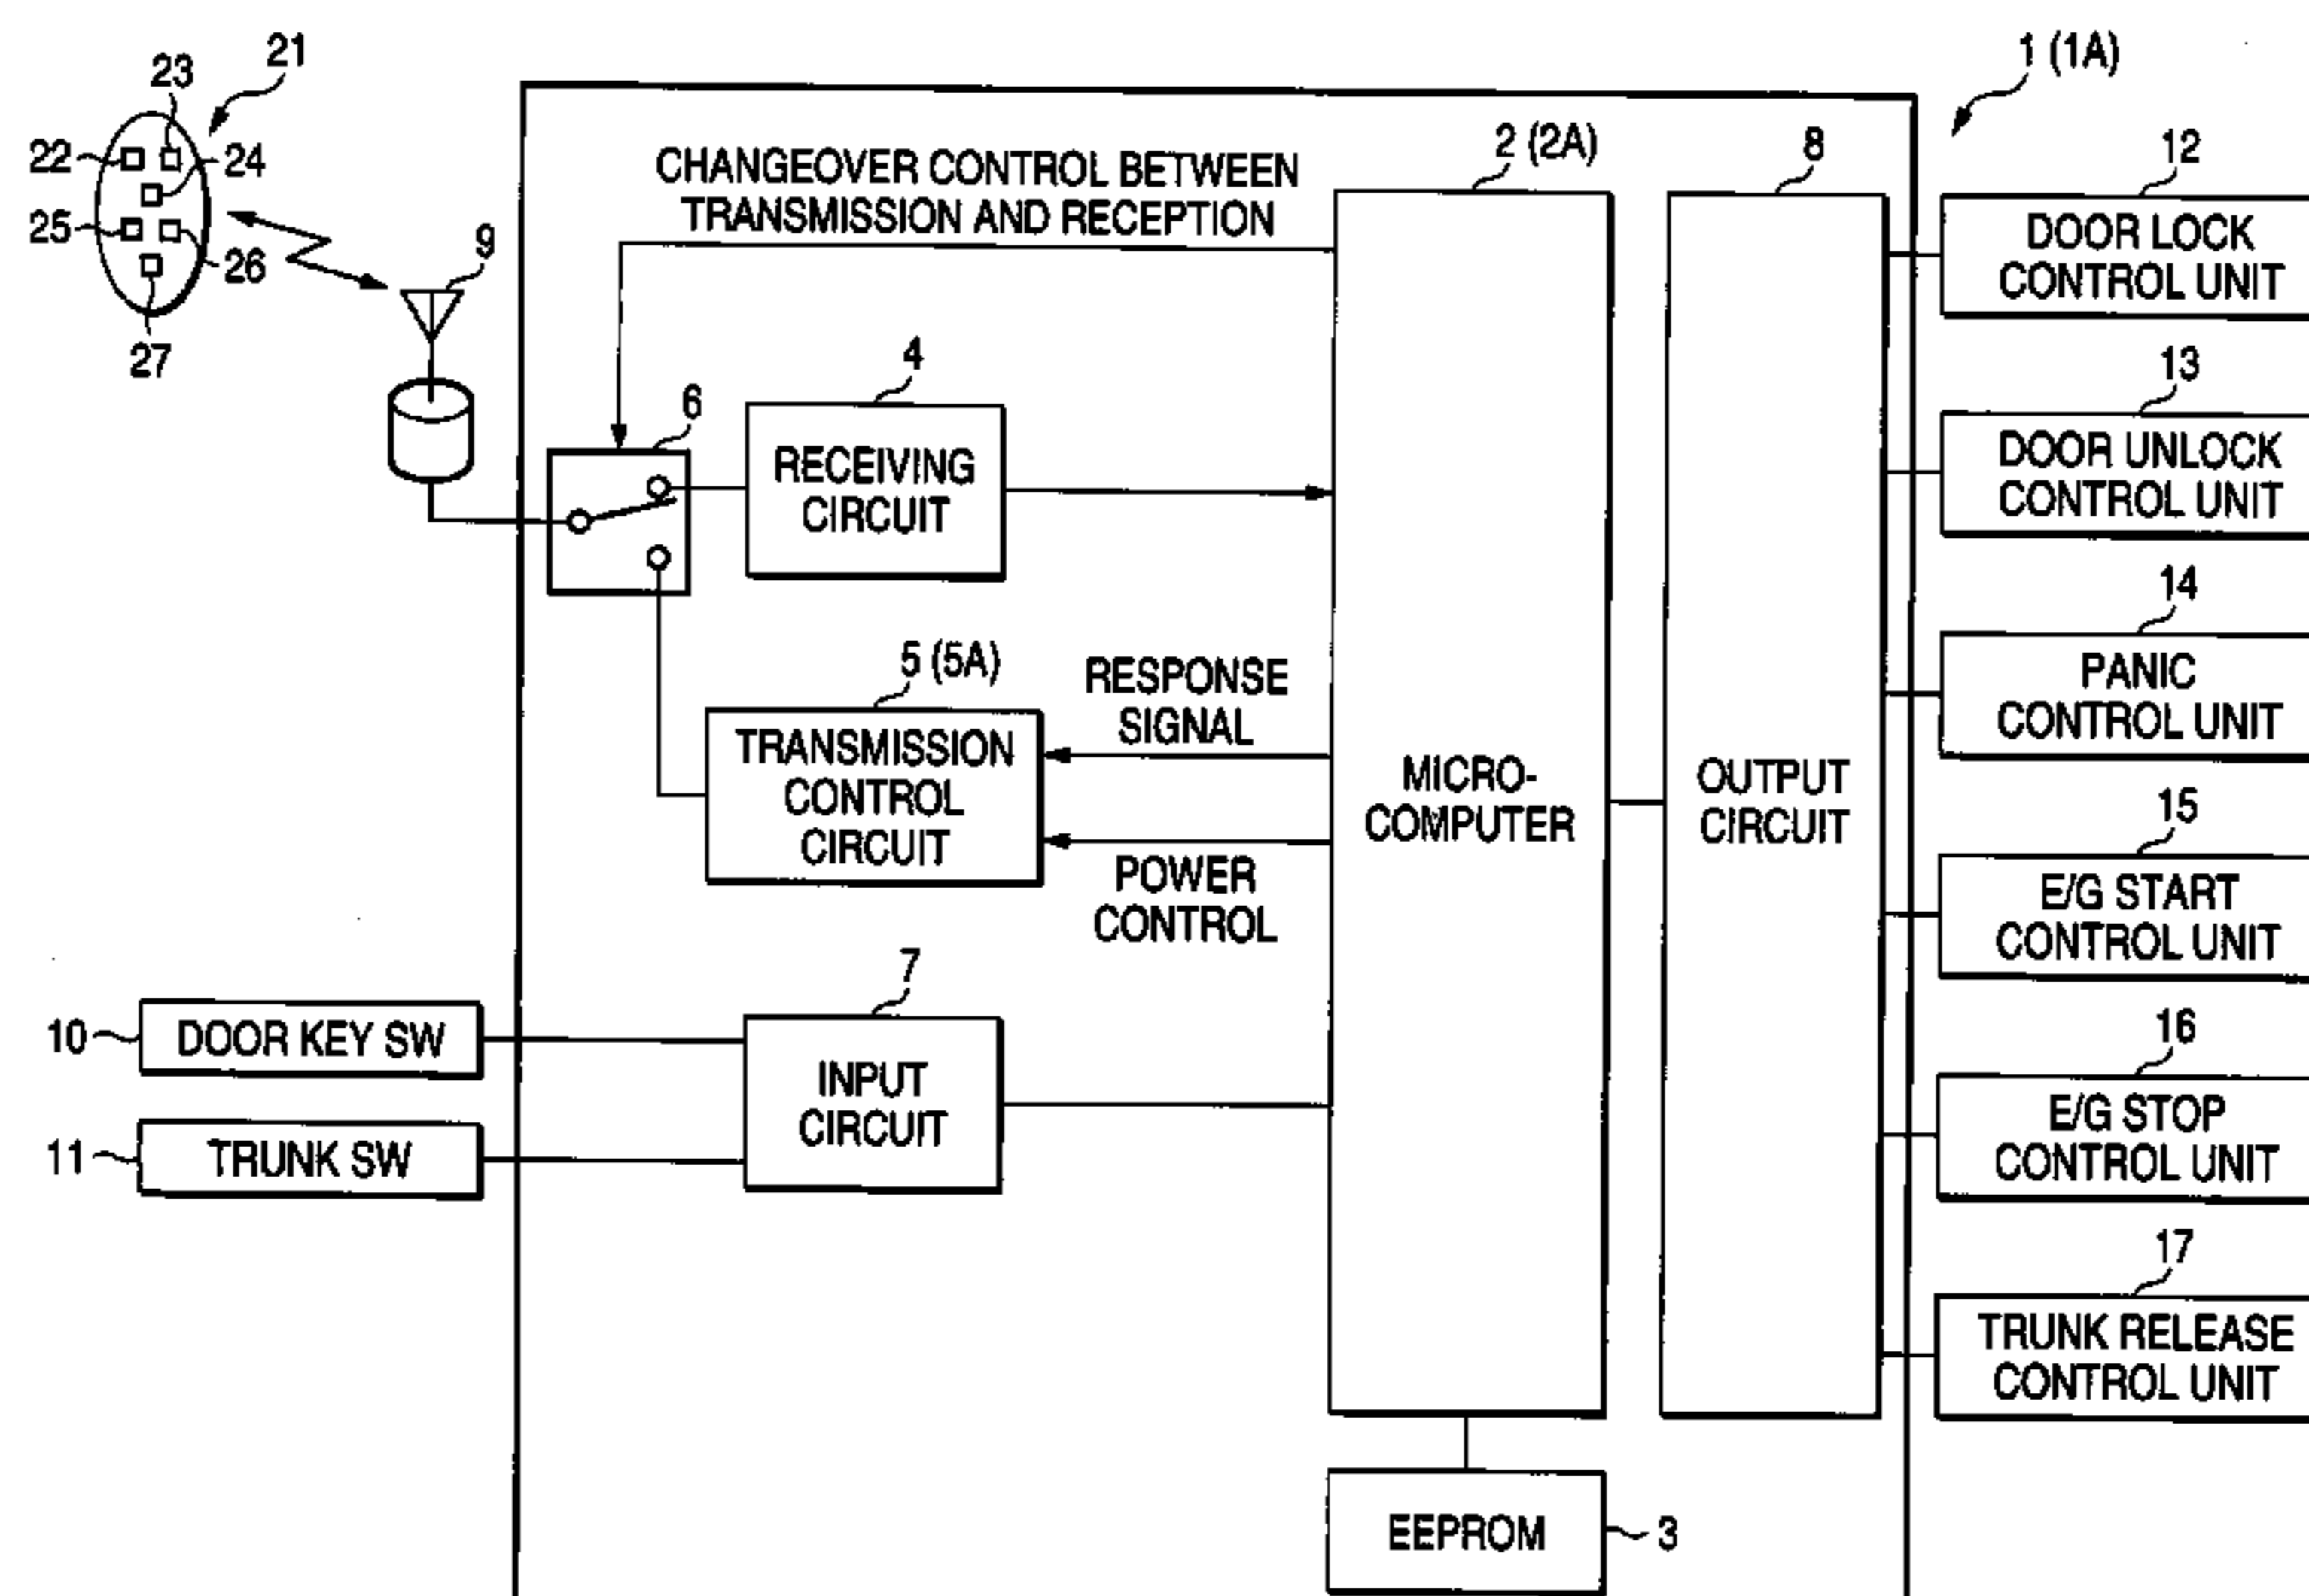 21
23
22
24
25
26
27
9
1 (1A)
CHANGEOVER CONTROL BETWEEN
TRANSMISSION AND RECEPTION
2 (2A)
8
12
DOOR LOCK
CONTROL UNIT
13
DOOR UNLOCK
CONTROL UNIT
14
PANIC
CONTROL UNIT
15
E/G START
CONTROL UNIT
16
E/G STOP
CONTROL UNIT
17
TRUNK RELEASE
CONTROL UNIT
6
4
RECEIVING
CIRCUIT
5 (5A)
TRANSMISSION
CONTROL
CIRCUIT
RESPONSE
SIGNAL
POWER
CONTROL
MICRO-
COMPUTER
OUTPUT
CIRCUIT
7
INPUT
CIRCUIT
10
DOOR KEY SW
11
TRUNK SW
EEPROM
3